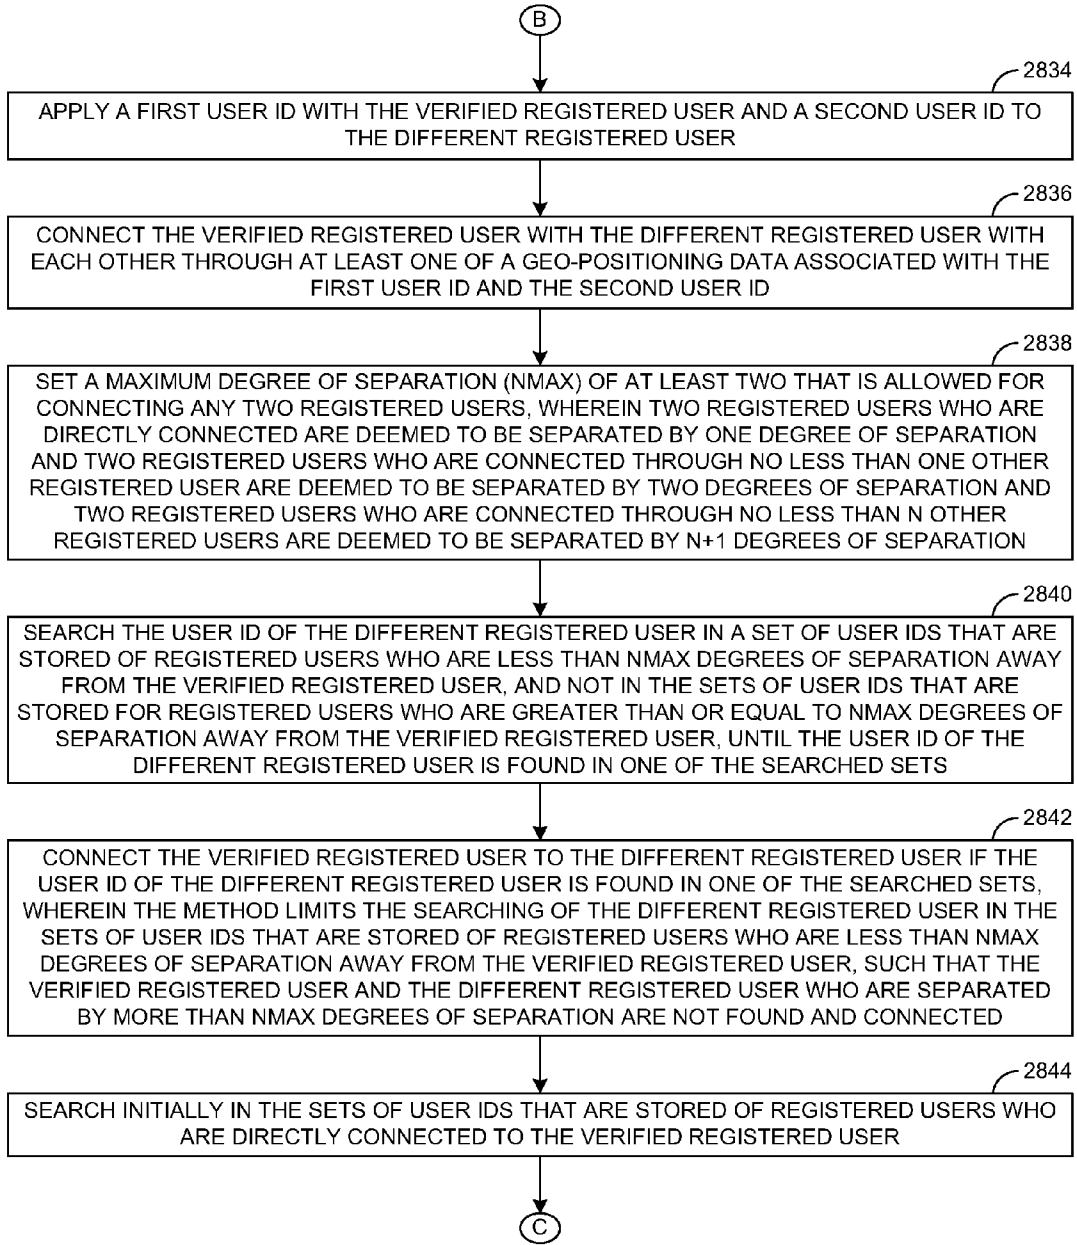 B
2834
APPLY A FIRST USER ID WITH THE VERIFIED REGISTERED USER AND A SECOND USER ID TO
THE DIFFERENT REGISTERED USER
2836
CONNECT THE VERIFIED REGISTERED USER WITH THE DIFFERENT REGISTERED USER WITH
EACH OTHER THROUGH AT LEAST ONE OF A GEO-POSITIONING DATA ASSOCIATED WITH THE
FIRST USER ID AND THE SECOND USER ID
2838
SET A MAXIMUM DEGREE OF SEPARATION (NMAX) OF AT LEAST TWO THAT IS ALLOWED FOR
CONNECTING ANY TWO REGISTERED USERS, WHEREIN TWO REGISTERED USERS WHO ARE
DIRECTLY CONNECTED ARE DEEMED TO BE SEPARATED BY ONE DEGREE OF SEPARATION
AND TWO REGISTERED USERS WHO ARE CONNECTED THROUGH NO LESS THAN ONE OTHER
REGISTERED USER ARE DEEMED TO BE SEPARATED BY TWO DEGREES OF SEPARATION AND
TWO REGISTERED USERS WHO ARE CONNECTED THROUGH NO LESS THAN N OTHER
REGISTERED USERS ARE DEEMED TO BE SEPARATED BY N+1 DEGREES OF SEPARATION
2840
SEARCH THE USER ID OF THE DIFFERENT REGISTERED USER IN A SET OF USER IDS THAT ARE
STORED OF REGISTERED USERS WHO ARE LESS THAN NMAX DEGREES OF SEPARATION AWAY
FROM THE VERIFIED REGISTERED USER, AND NOT IN THE SETS OF USER IDS THAT ARE
STORED FOR REGISTERED USERS WHO ARE GREATER THAN OR EQUAL TO NMAX DEGREES OF
SEPARATION AWAY FROM THE VERIFIED REGISTERED USER, UNTIL THE USER ID OF THE
DIFFERENT REGISTERED USER IS FOUND IN ONE OF THE SEARCHED SETS
2842
CONNECT THE VERIFIED REGISTERED USER TO THE DIFFERENT REGISTERED USER IF THE
USER ID OF THE DIFFERENT REGISTERED USER IS FOUND IN ONE OF THE SEARCHED SETS,
WHEREIN THE METHOD LIMITS THE SEARCHING OF THE DIFFERENT REGISTERED USER IN THE
SETS OF USER IDS THAT ARE STORED OF REGISTERED USERS WHO ARE LESS THAN NMAX
DEGREES OF SEPARATION AWAY FROM THE VERIFIED REGISTERED USER, SUCH THAT THE
VERIFIED REGISTERED USER AND THE DIFFERENT REGISTERED USER WHO ARE SEPARATED
BY MORE THAN NMAX DEGREES OF SEPARATION ARE NOT FOUND AND CONNECTED
2844
SEARCH INITIALLY IN THE SETS OF USER IDS THAT ARE STORED OF REGISTERED USERS WHO
ARE DIRECTLY CONNECTED TO THE VERIFIED REGISTERED USER
C